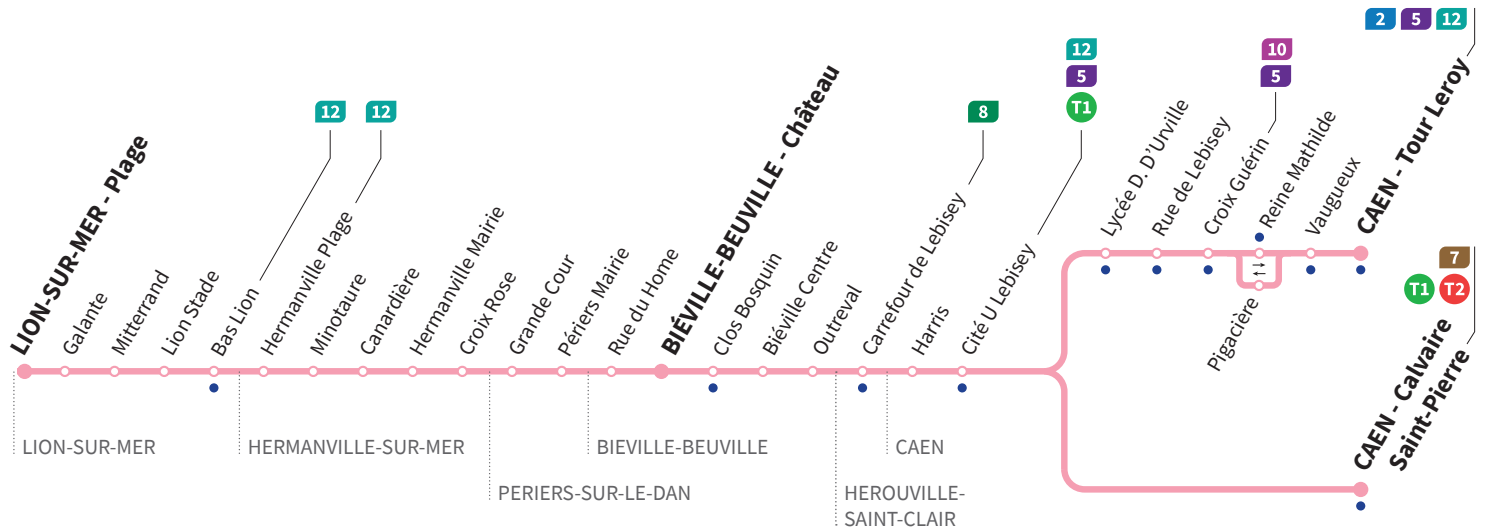 2 5 12
12
5
T1
10
5
12 12
8
LION-SUR-MER - Plage
Galante
Mitterrand
Lion Stade
Bas Lion
Hermanville Plage
Minotaure
Canardière
Hermanville Mairie
Croix Rose
Grande Cour
Périers Mairie
Rue du Home
BIÉVILLE-BEUVILLE - Château
Clos Bosquin
Biéville Centre
Outreval
Carrefour de Lebisey
Harris
Cité U Lebisey
Lycée D. D'Urville
Rue de Lebisey
Croix Guérin
Reine Mathilde
Pigacière
Vaugueux
CAEN - Tour Leroy
7
T1 T2
CAEN - Calvaire
Saint-Pierre
LION-SUR-MER
HERMANVILLE-SUR-MER
PERIERS-SUR-LE-DAN
BIEVILLE-BEUVILLE
HEROUVILLE-
SAINT-CLAIR
CAEN